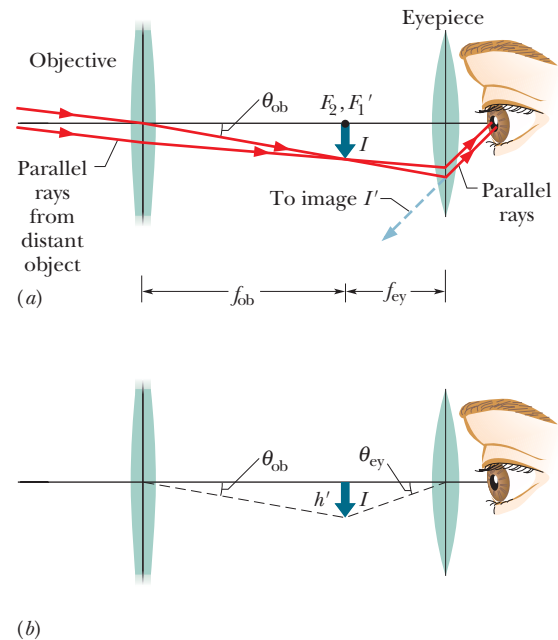 Eyepiece
Objective
θob
F2, F1′
I
Parallel
rays
from
distant
object
To image I′
Parallel
rays
(a)
fob
fey
θob
θey
h′
I
(b)